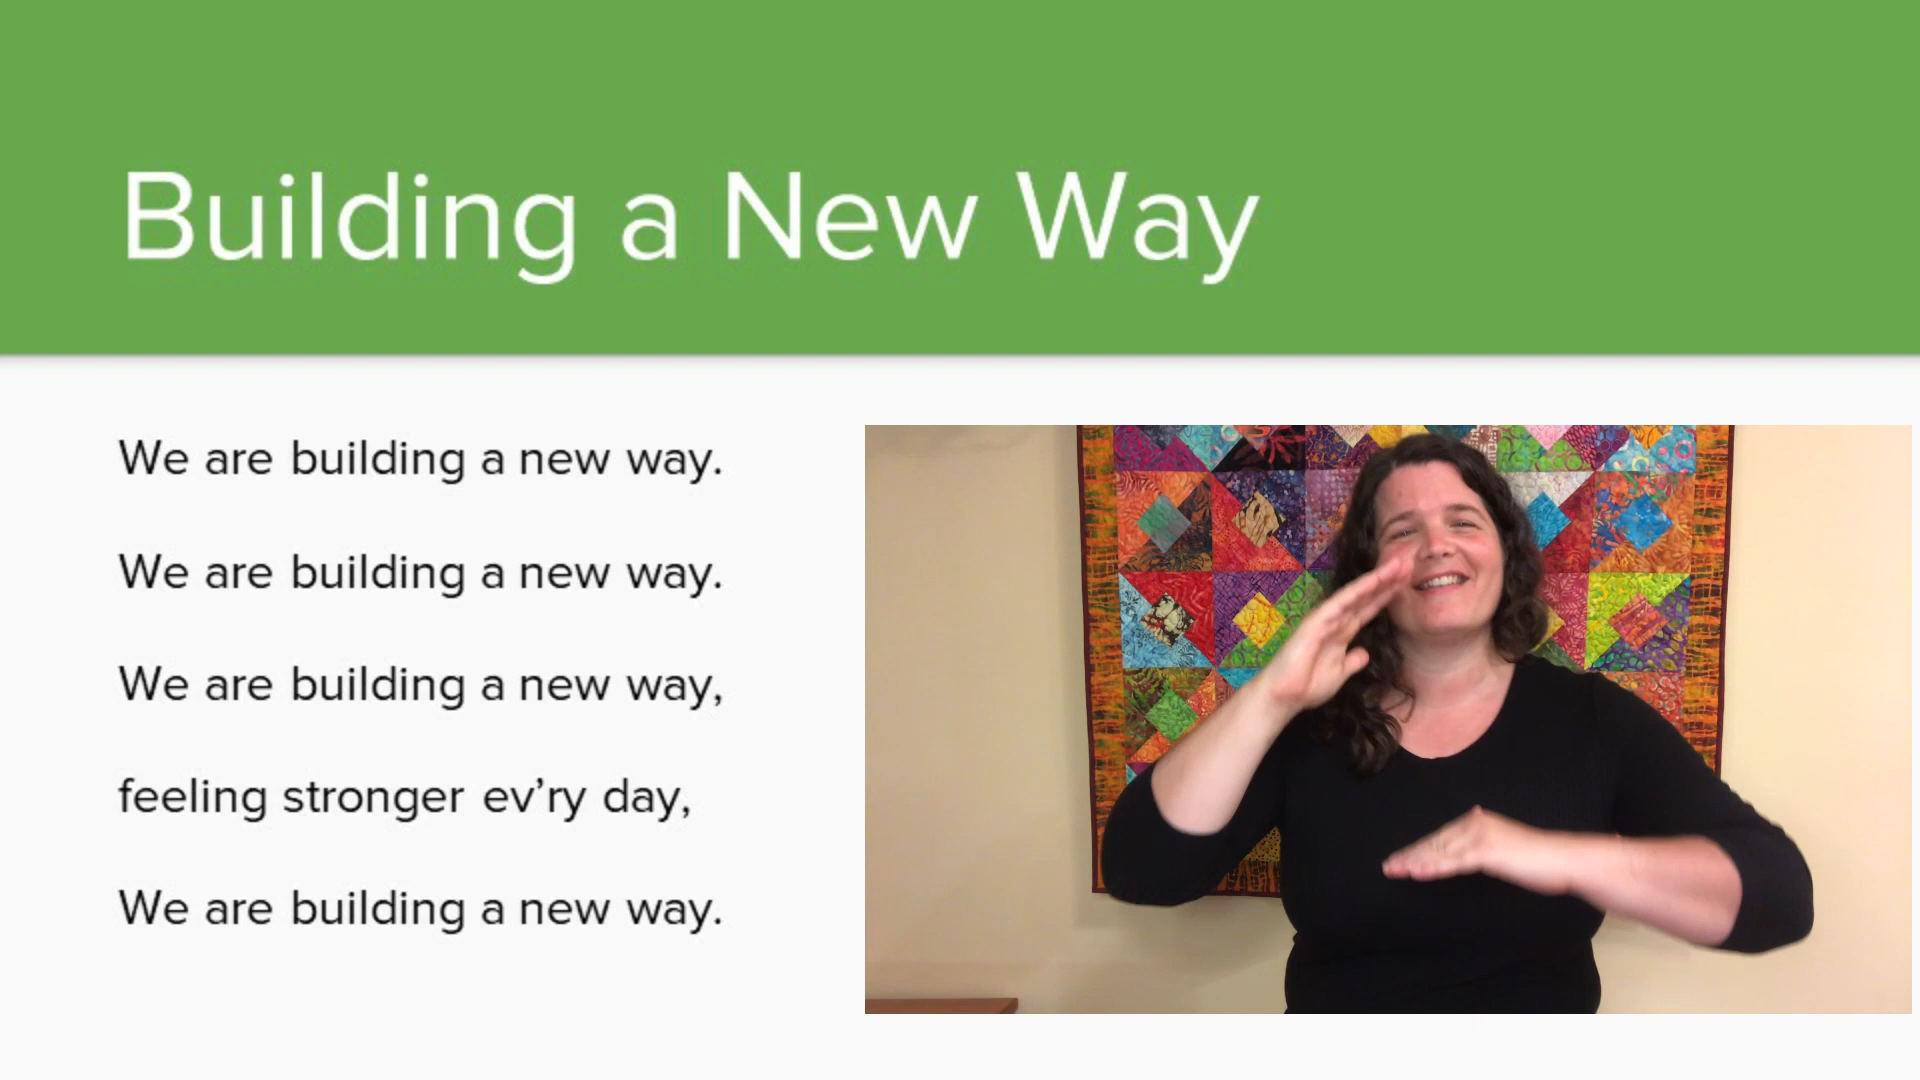 Building a New Way
We are building a new way.
We are building a new way.
We are building a new way,
feeling stronger ev’ry day,
We are building a new way.